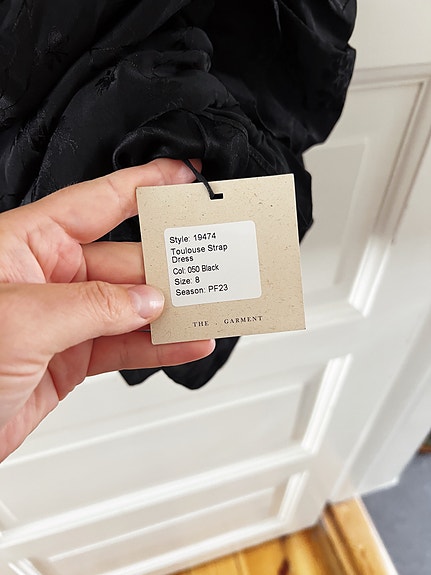 Style: 19474
Toulouse Strap
Dress
Col: 050 Black
Size: 8
Season: PF23
THE . GARMENT